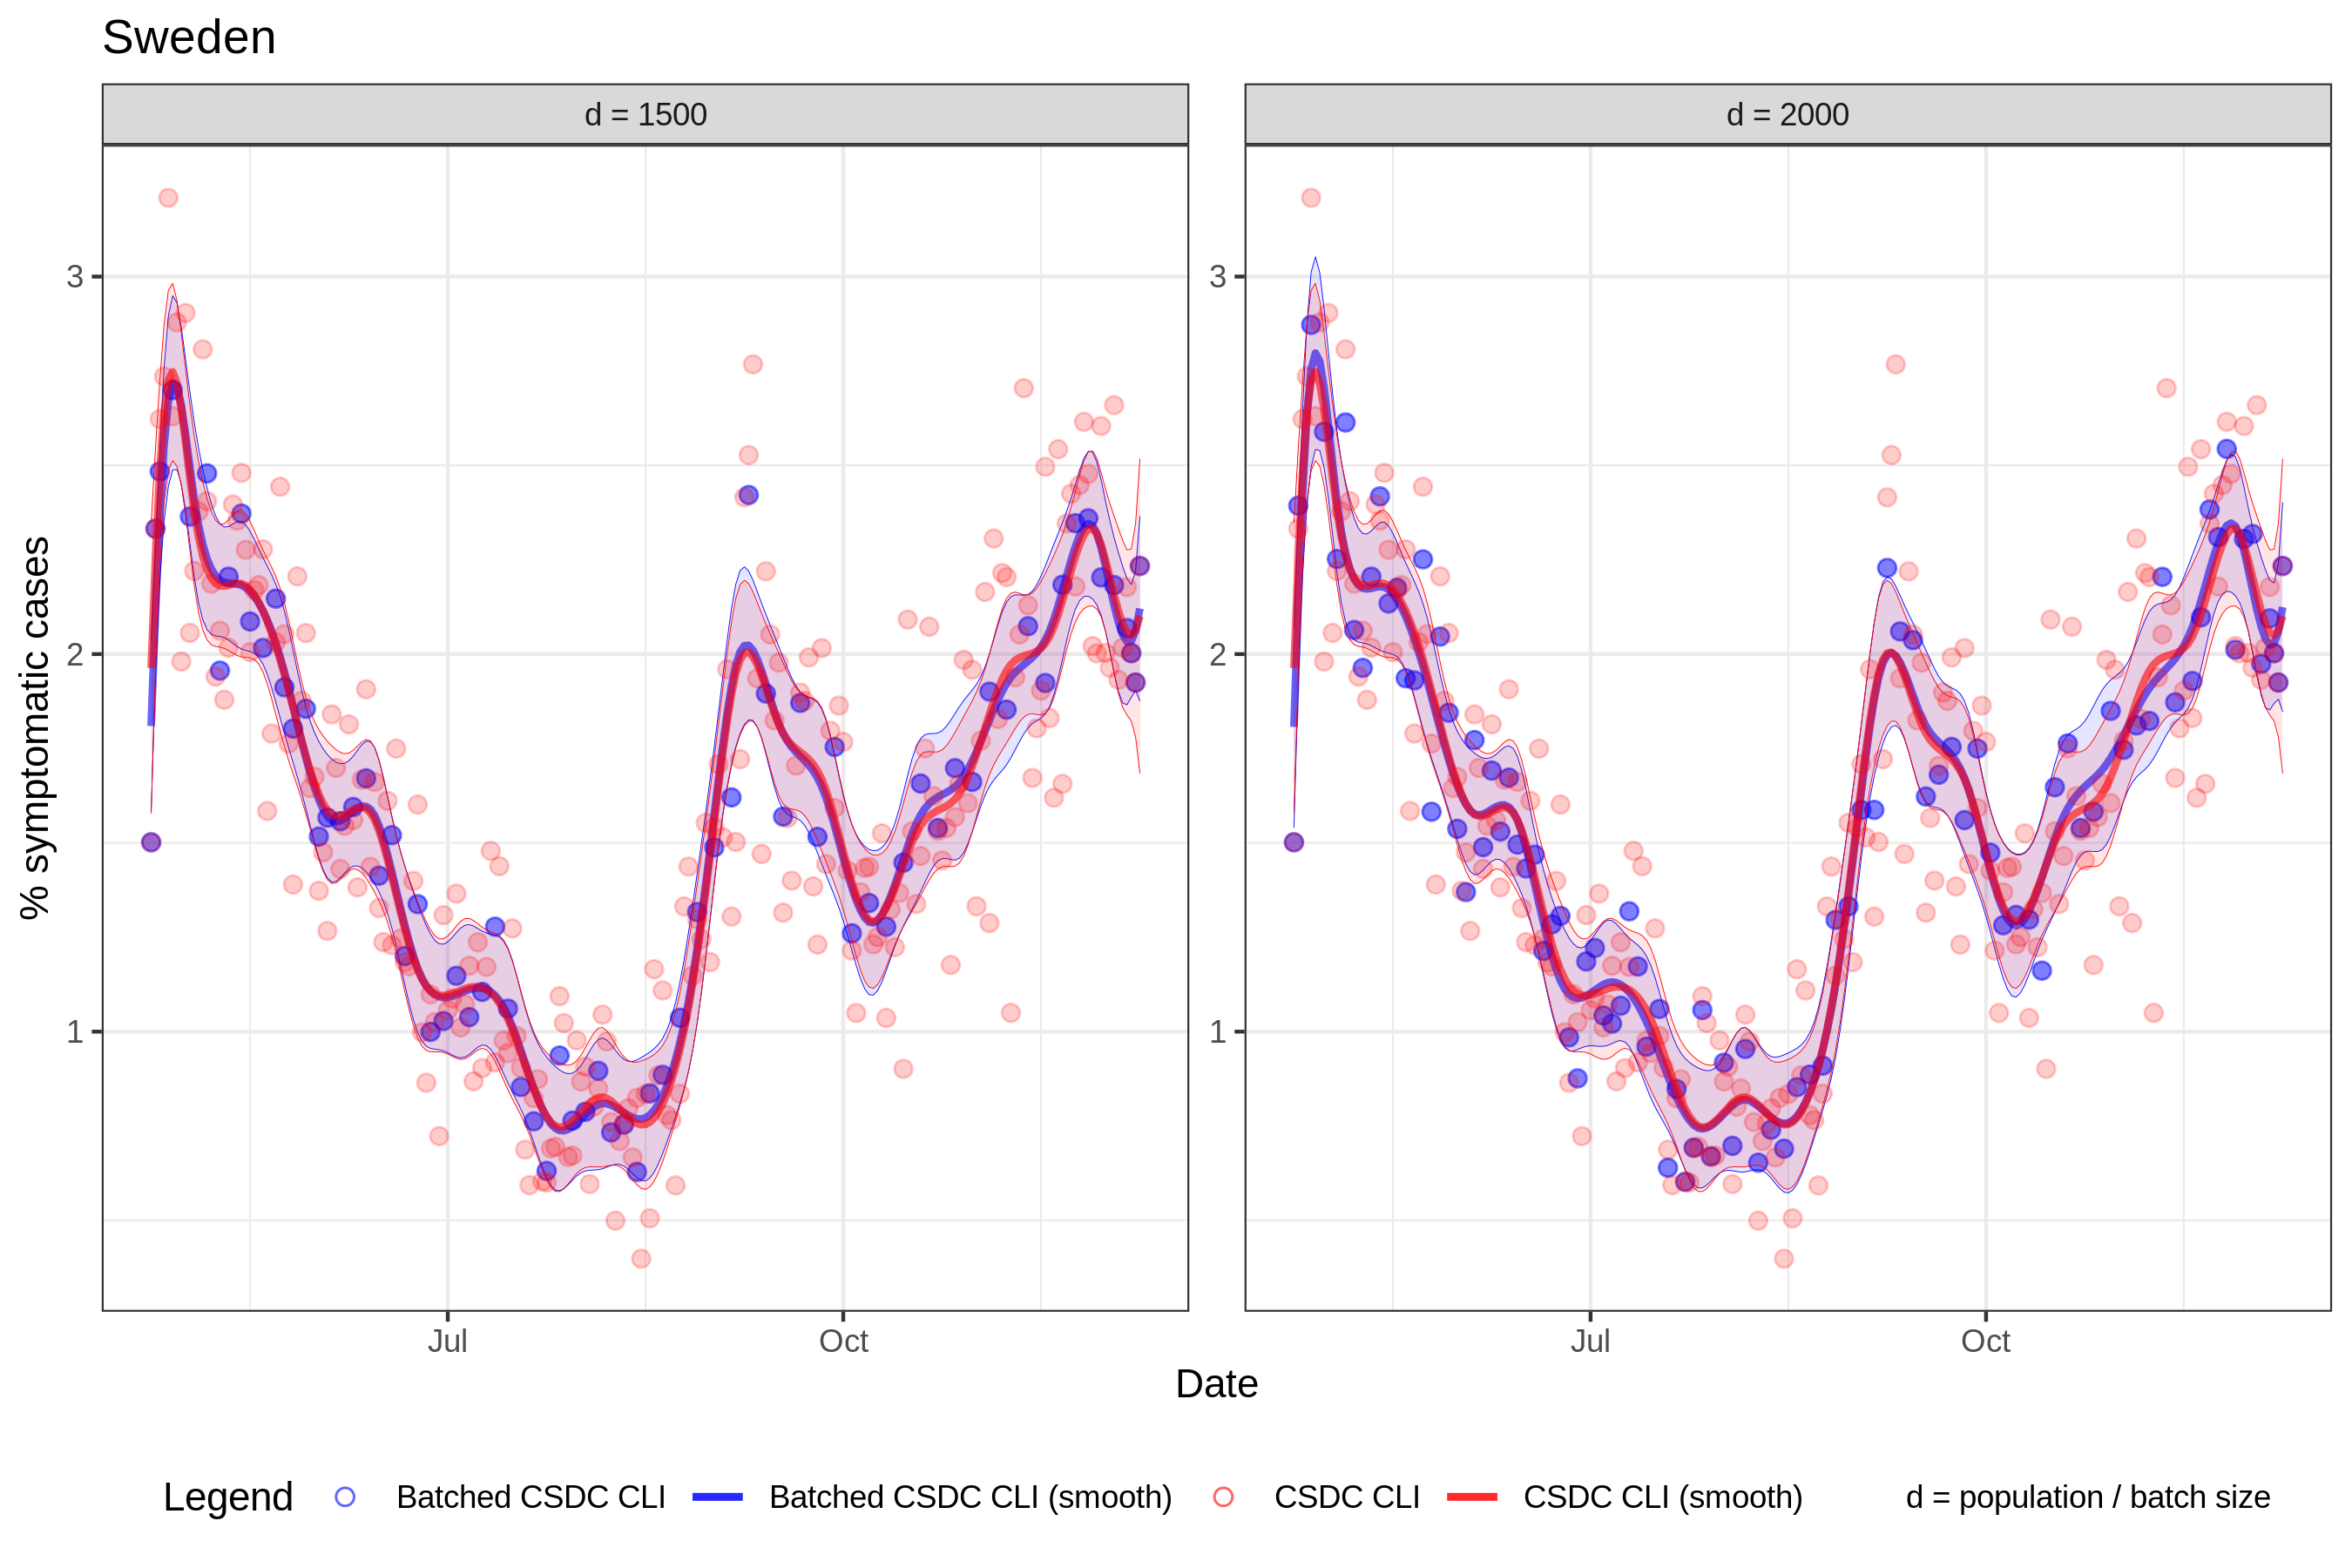 Sweden
d = 1500
d = 2000
% symptomatic cases
3
2
1
3
2
1
Jul
Oct
Jul
Oct
Date
Legend
Batched CSDC CLI
Batched CSDC CLI (smooth)
CSDC CLI
CSDC CLI (smooth)
d = population / batch size